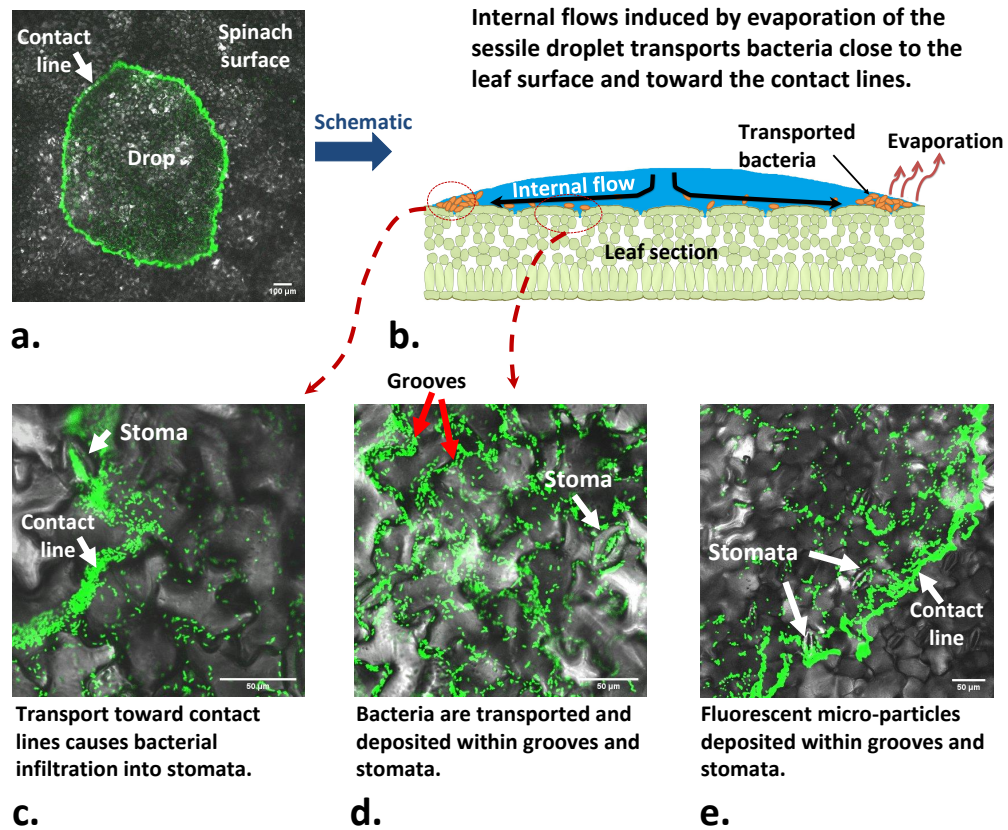 Contact
line
Spinach
surface
Drop
100 µm
a.
Schematic
Internal flows induced by evaporation of the
sessile droplet transports bacteria close to the
leaf surface and toward the contact lines.
Transported
bacteria
Evaporation
Internal flow
Leaf section
b.
Stoma
Contact
line
50 µm
Transport toward contact
lines causes bacterial
infiltration into stomata.
c.
Grooves
Stoma
50 µm
Bacteria are transported and
deposited within grooves and
stomata.
d.
Stomata
Contact
line
50 µm
Fluorescent micro-particles
deposited within grooves and
stomata.
e.